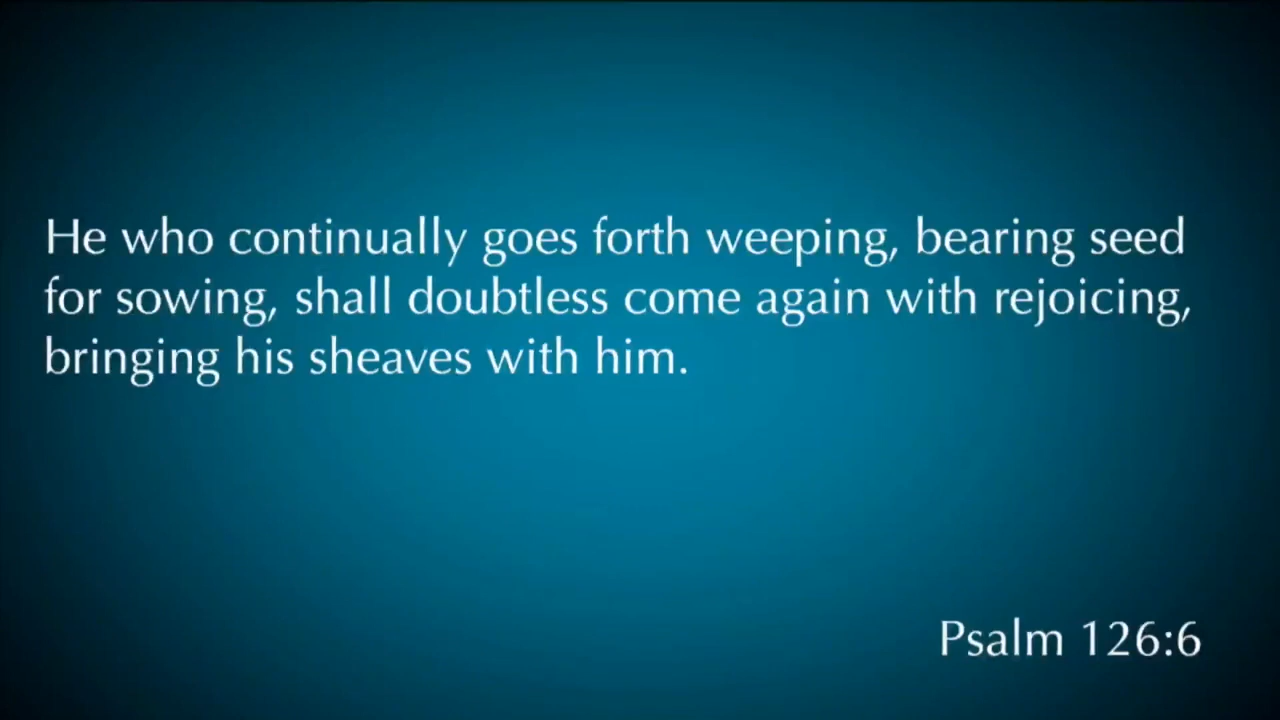 He who continually goes forth weeping, bearing seed
for sowing, shall doubtless come again with rejoicing,
bringing his sheaves with him.
Psalm 126:6